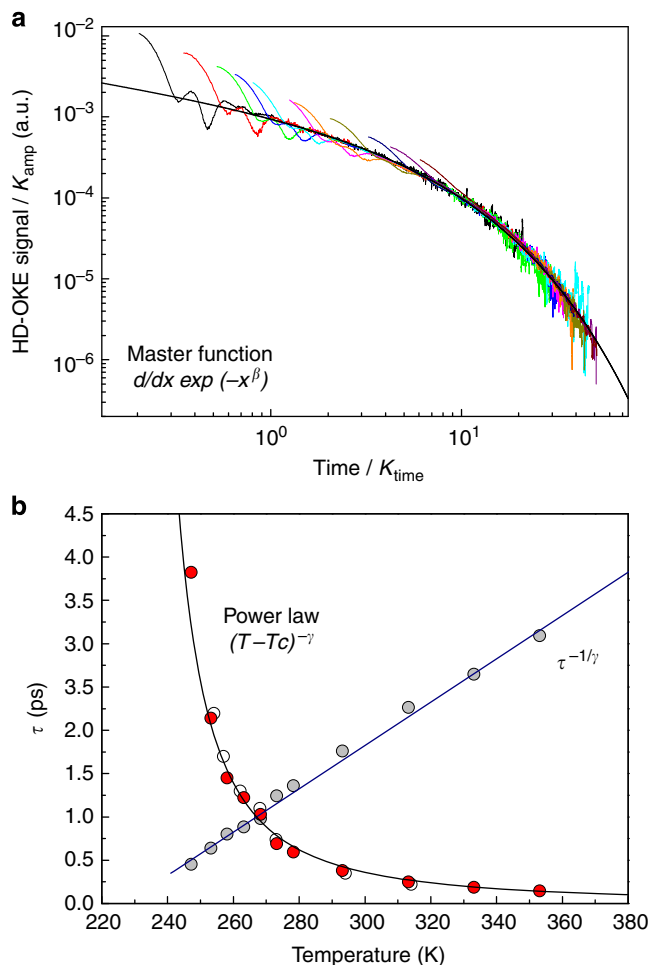 a
10⁻²
10⁻³
10⁻⁴
10⁻⁵
10⁻⁶
HD-OKE signal / K_amp (a.u.)
Master function
d/dx exp (−x^β)
10⁰
10¹
Time / K_time
b
4.5
4.0
3.5
3.0
2.5
2.0
1.5
1.0
0.5
0.0
τ (ps)
Power law
(T−Tc)^−γ
τ^−1/γ
220 240 260 280 300 320 340 360 380
Temperature (K)